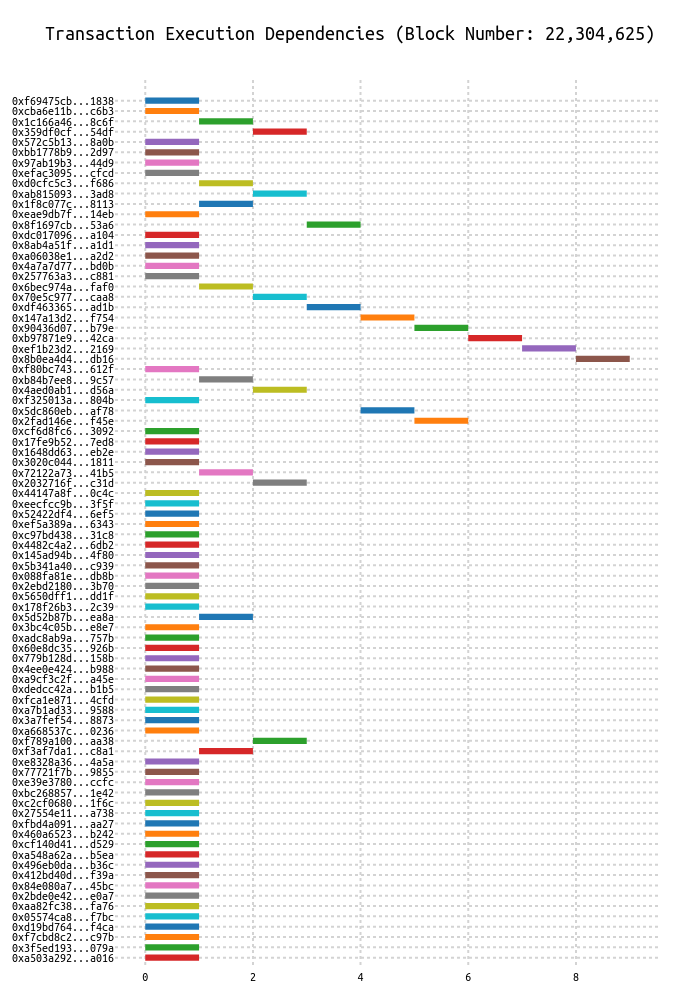 Transaction Execution Dependencies (Block Number: 22,304,625)
0xf69475cb...1838
0xcba6e11b...c6b3
0x1c166a46...8c6f
0x359df0cf...54df
0x572c5b13...8a0b
0xbb1778b9...2d97
0x97ab19b3...44d9
0xefac3095...cfcd
0xd0cfc5c3...f686
0xab815093...3ad8
0x1f8c077c...8113
0xeae9db7f...14eb
0x8f1697cb...53a6
0xdc017096...a104
0x8ab4a51f...a1d1
0xa06038e1...a2d2
0x4a7a7d77...bd0b
0x257763a3...c881
0x6bec974a...faf0
0x70e5c977...caa8
0xdf463365...ad1b
0x147a13d2...f754
0x90436d07...b79e
0xb97871e9...42ca
0xef1b23d2...2169
0x8b0ea4d4...db16
0xf80bc743...612f
0xb84b7ee8...9c57
0x4aed0ab1...d56a
0xf325013a...804b
0x5dc860eb...af78
0x2fad146e...f45e
0xcf6d8fc6...3092
0x17fe9b52...7ed8
0x1648dd63...eb2e
0x3020c044...1811
0x72122a73...41b5
0x2032716f...c31d
0x44147a8f...0c4c
0xeecfcc9b...3f5f
0x52422df4...6ef5
0xef5a389a...6343
0xc97bd438...31c8
0x4482c4a2...6db2
0x145ad94b...4f80
0x5b341a40...c939
0x088fa81e...db8b
0x2ebd2180...3b70
0x5650dff1...dd1f
0x178f26b3...2c39
0x5d52b87b...ea8a
0x3bc4c05b...e8e7
0xadc8ab9a...757b
0x60e8dc35...926b
0x779b128d...158b
0x4ee0e424...b988
0xa9cf3c2f...a45e
0xdedcc42a...b1b5
0xfca1e871...4cfd
0xa7b1ad33...9588
0x3a7fef54...8873
0xa668537c...0236
0xf789a100...aa38
0xf3af7da1...c8a1
0xe8328a36...4a5a
0x77721f7b...9855
0xe39e3780...ccfc
0xbc268857...1e42
0xc2cf0680...1f6c
0x27554e11...a738
0xfbd4a091...aa27
0x460a6523...b242
0xcf140d41...d529
0xa548a62a...b5ea
0x496eb0da...b36c
0x412bd40d...f39a
0x84e080a7...45bc
0x2bde0e42...e0a7
0xaa82fc38...fa76
0x05574ca8...f7bc
0xd19bd764...f4ca
0xf7cbd8c2...c97b
0x3f5ed193...079a
0xa503a292...a016
0 2 4 6 8